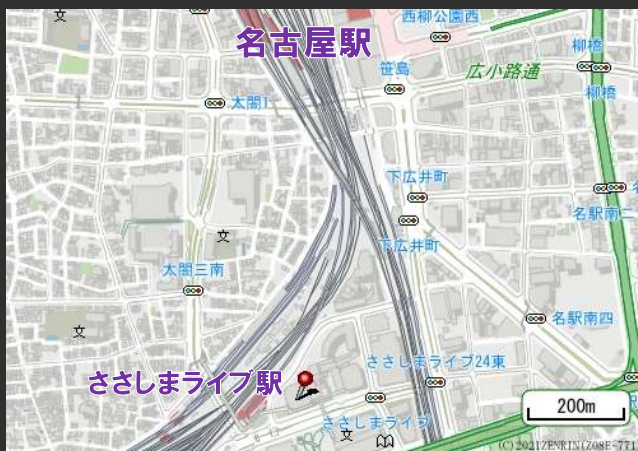 西柳公園西
名古屋駅
柳橋
笹島
広小路通
太閤1
柳橋
下広井町
名駅南二
下広井町
太閤三南
名駅南四
ささしまライブ24東
ささしまライブ駅
200m
ささしまライブ
(C)2021ZENRIN(Z08E-771